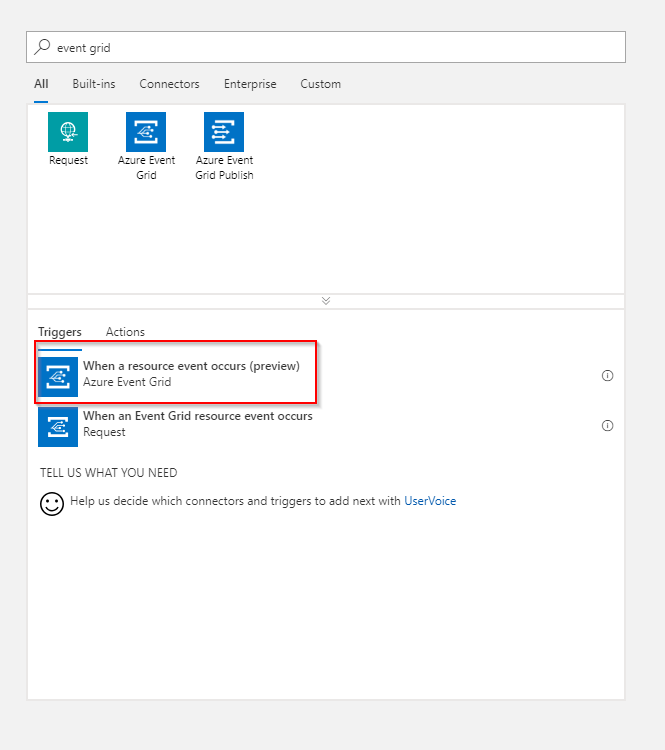 event grid
All Built-ins Connectors Enterprise Custom
Request Azure Event Azure Event
Grid Grid Publish
Triggers Actions
When a resource event occurs (preview)
Azure Event Grid
When an Event Grid resource event occurs
Request
TELL US WHAT YOU NEED
Help us decide which connectors and triggers to add next with UserVoice